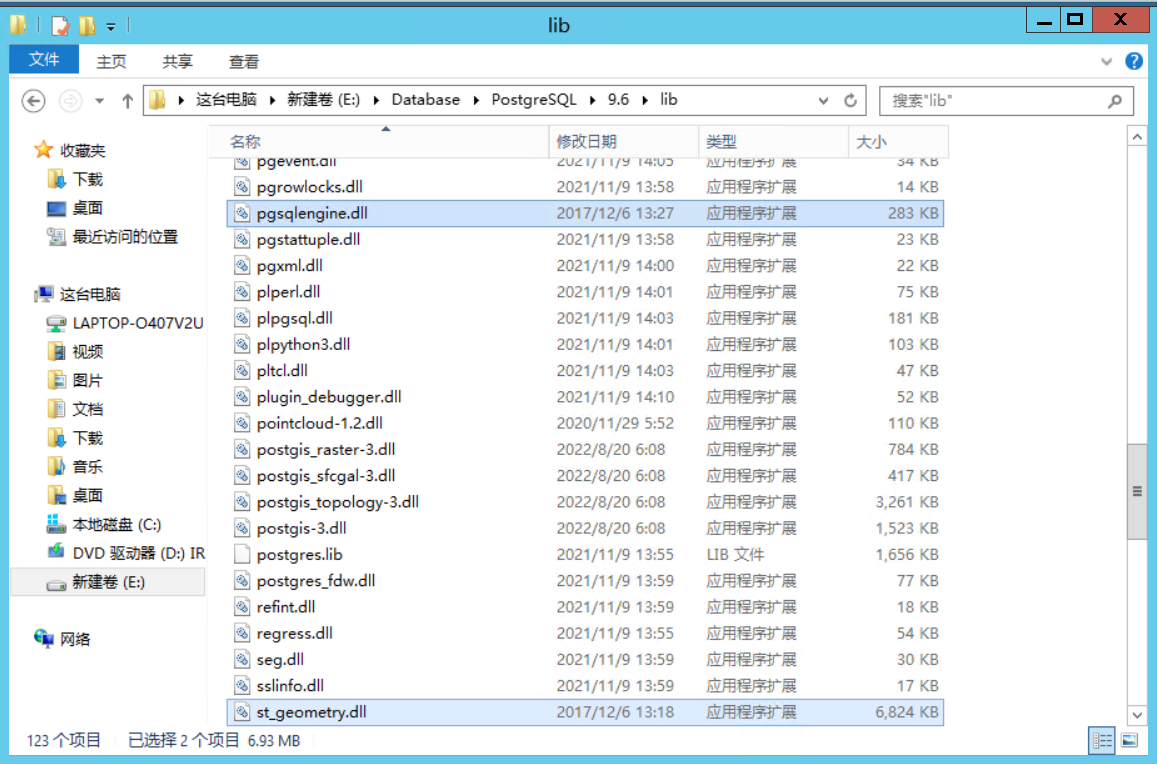 lib
文件 主页 共享 查看
这台电脑 新建卷 (E:) Database PostgreSQL 9.6 lib
搜索"lib"
收藏夹
下载
桌面
最近访问的位置
这台电脑
LAPTOP-O407V2U
视频
图片
文档
下载
音乐
桌面
本地磁盘 (C:)
DVD 驱动器 (D:) IR
新建卷 (E:)
网络
名称 修改日期 类型 大小
pgevent.dll 2021/11/9 14:05 应用程序扩展 34 KB
pgrowlocks.dll 2021/11/9 13:58 应用程序扩展 14 KB
pgsqlengine.dll 2017/12/6 13:27 应用程序扩展 283 KB
pgstattuple.dll 2021/11/9 13:58 应用程序扩展 23 KB
pgxml.dll 2021/11/9 14:00 应用程序扩展 22 KB
plperl.dll 2021/11/9 14:01 应用程序扩展 75 KB
plpgsql.dll 2021/11/9 14:03 应用程序扩展 181 KB
plpython3.dll 2021/11/9 14:01 应用程序扩展 103 KB
pltcl.dll 2021/11/9 14:03 应用程序扩展 47 KB
plugin_debugger.dll 2021/11/9 14:10 应用程序扩展 52 KB
pointcloud-1.2.dll 2020/11/29 5:52 应用程序扩展 110 KB
postgis_raster-3.dll 2022/8/20 6:08 应用程序扩展 784 KB
postgis_sfcgal-3.dll 2022/8/20 6:08 应用程序扩展 417 KB
postgis_topology-3.dll 2022/8/20 6:08 应用程序扩展 3,261 KB
postgis-3.dll 2022/8/20 6:08 应用程序扩展 1,523 KB
postgres.lib 2021/11/9 13:55 LIB 文件 1,656 KB
postgres_fdw.dll 2021/11/9 13:59 应用程序扩展 77 KB
refint.dll 2021/11/9 13:59 应用程序扩展 18 KB
regress.dll 2021/11/9 13:55 应用程序扩展 54 KB
seg.dll 2021/11/9 13:59 应用程序扩展 30 KB
sslinfo.dll 2021/11/9 13:59 应用程序扩展 17 KB
st_geometry.dll 2017/12/6 13:18 应用程序扩展 6,824 KB
123 个项目 已选择 2 个项目 6.93 MB